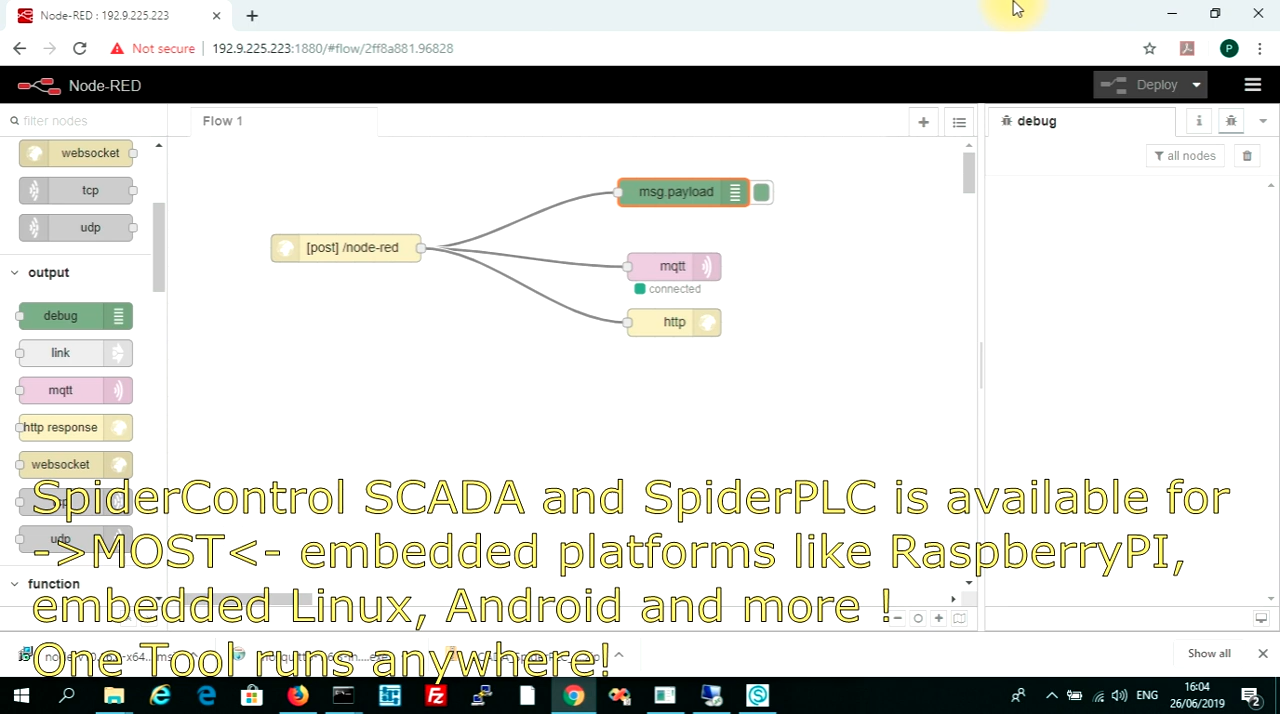 Node-RED : 192.9.225.223
Not secure
192.9.225.223:1880/#flow/2ff8a881.96828
P
Node-RED
Deploy
filter nodes
Flow 1
debug
i
all nodes
websocket
tcp
udp
output
debug
link
mqtt
http response
websocket
udp
function
[post] /node-red
msg.payload
mqtt
connected
http
SpiderControl SCADA and SpiderPLC is available for
->MOST<- embedded platforms like RaspberryPI,
embedded Linux, Android and more !
One Tool runs anywhere!
Show all
ENG
16:04
26/06/2019
2